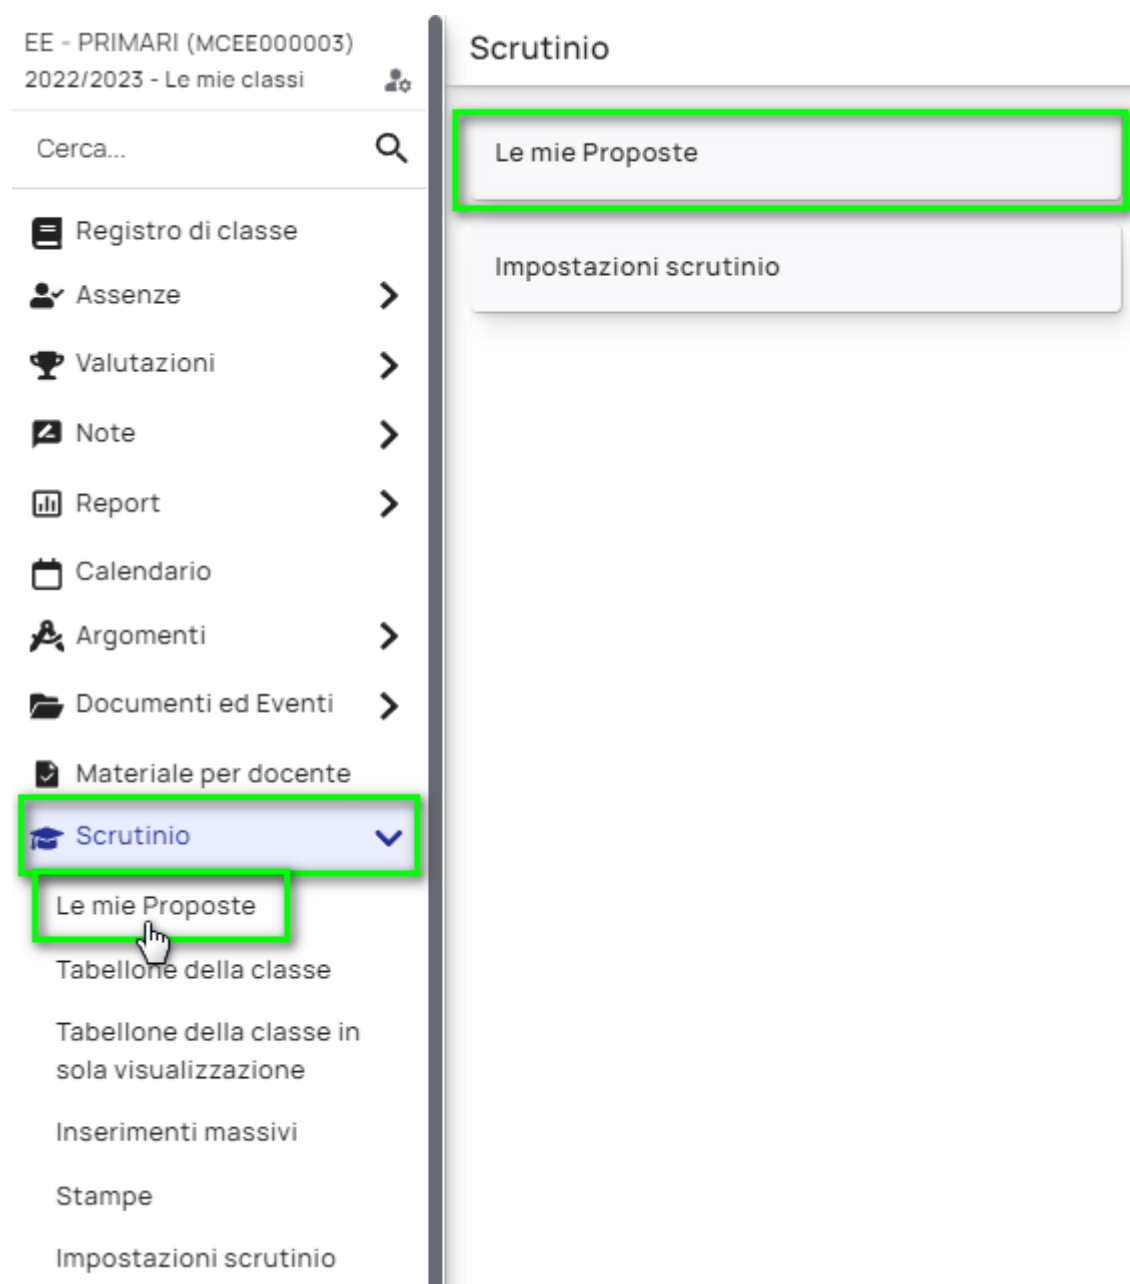 EE - PRIMARI (MCEE000003)
2022/2023 - Le mie classi
Cerca...
Registro di classe
Assenze
Valutazioni
Note
Report
Calendario
Argomenti
Documenti ed Eventi
Materiale per docente
Scrutinio
Le mie Proposte
Tabellone della classe
Tabellone della classe in
sola visualizzazione
Inserimenti massivi
Stampe
Impostazioni scrutinio
Scrutinio
Le mie Proposte
Impostazioni scrutinio